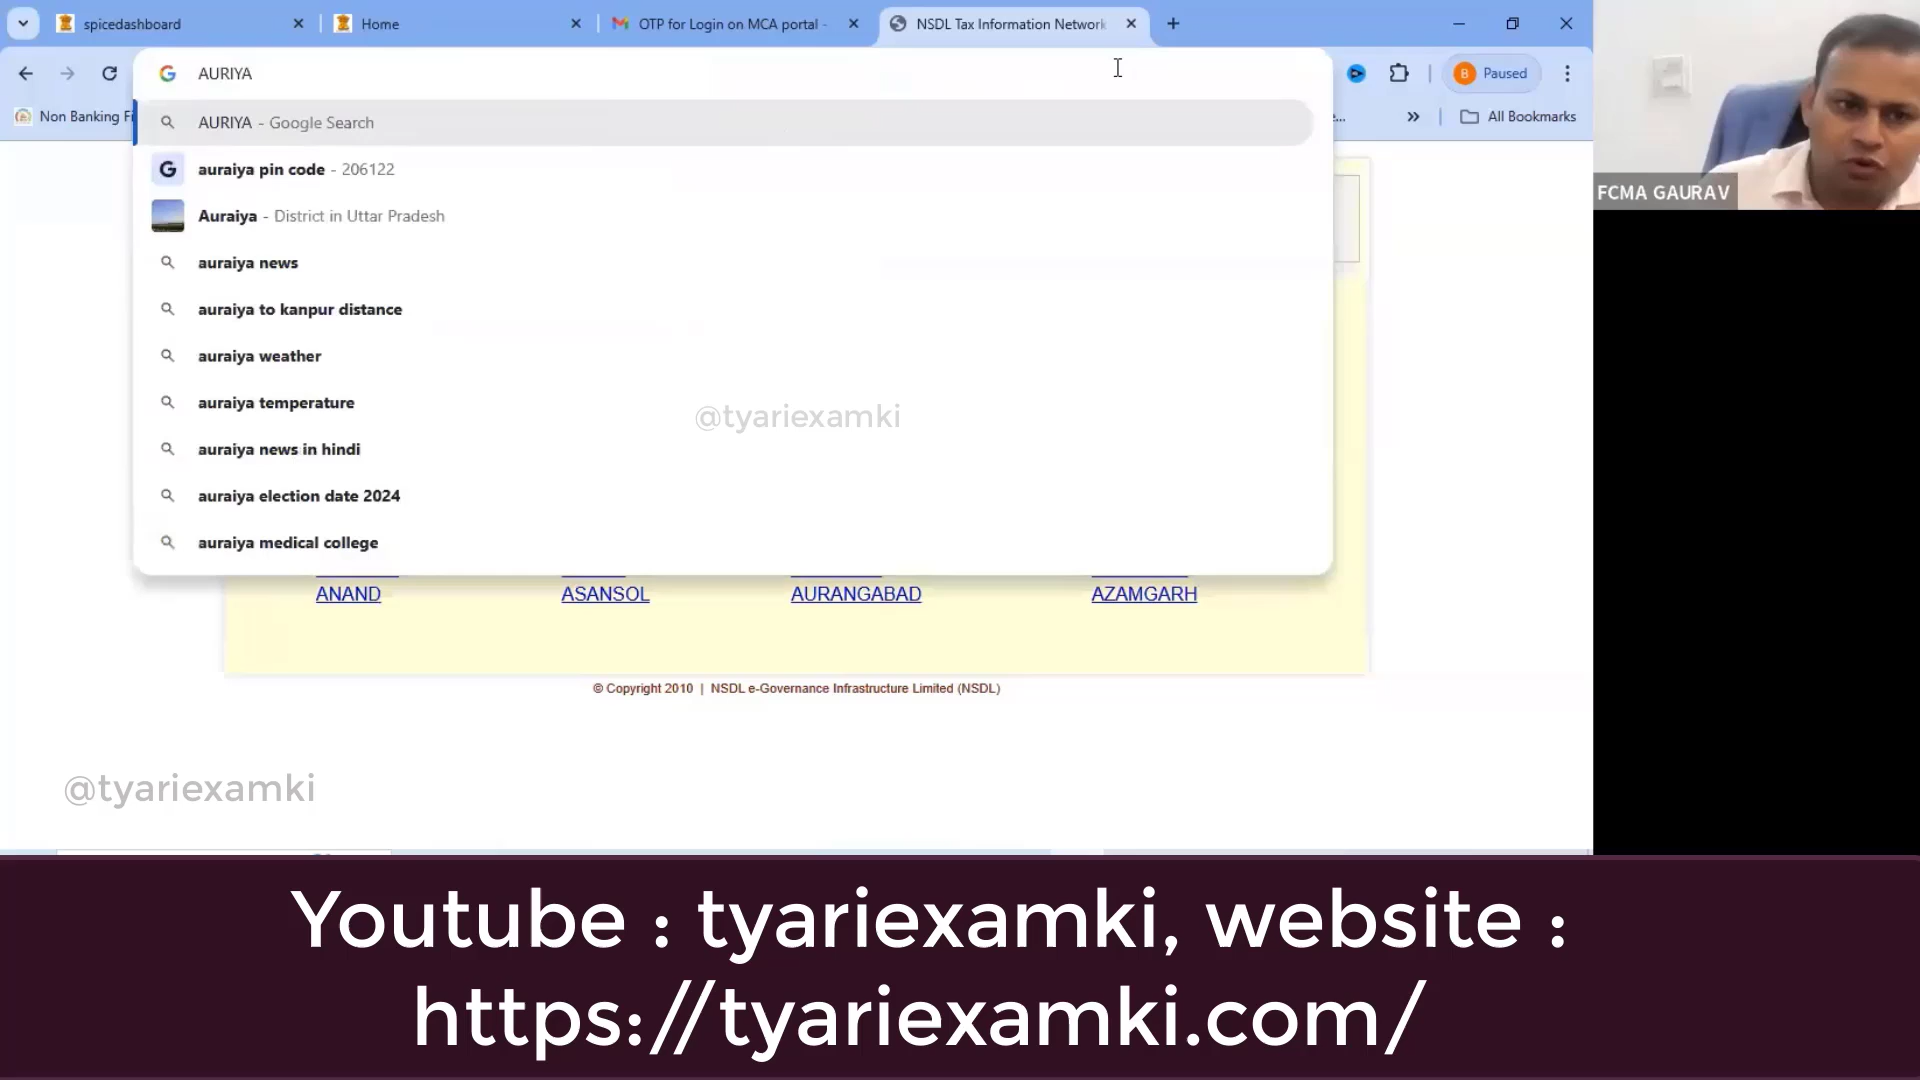 spicedashboard
Home
OTP for Login on MCA portal -
NSDL Tax Information Network
AURIYA
Paused
B
Non Banking Fi
e...
All Bookmarks
AURIYA - Google Search
auraiya pin code - 206122
Auraiya - District in Uttar Pradesh
auraiya news
auraiya to kanpur distance
auraiya weather
auraiya temperature
auraiya news in hindi
auraiya election date 2024
auraiya medical college
FCMA GAURAV
@tyariexamki
ANAND ASANSOL AURANGABAD AZAMGARH
© Copyright 2010 | NSDL e-Governance Infrastructure Limited (NSDL)
@tyariexamki
Youtube : tyariexamki, website :
https://tyariexamki.com/